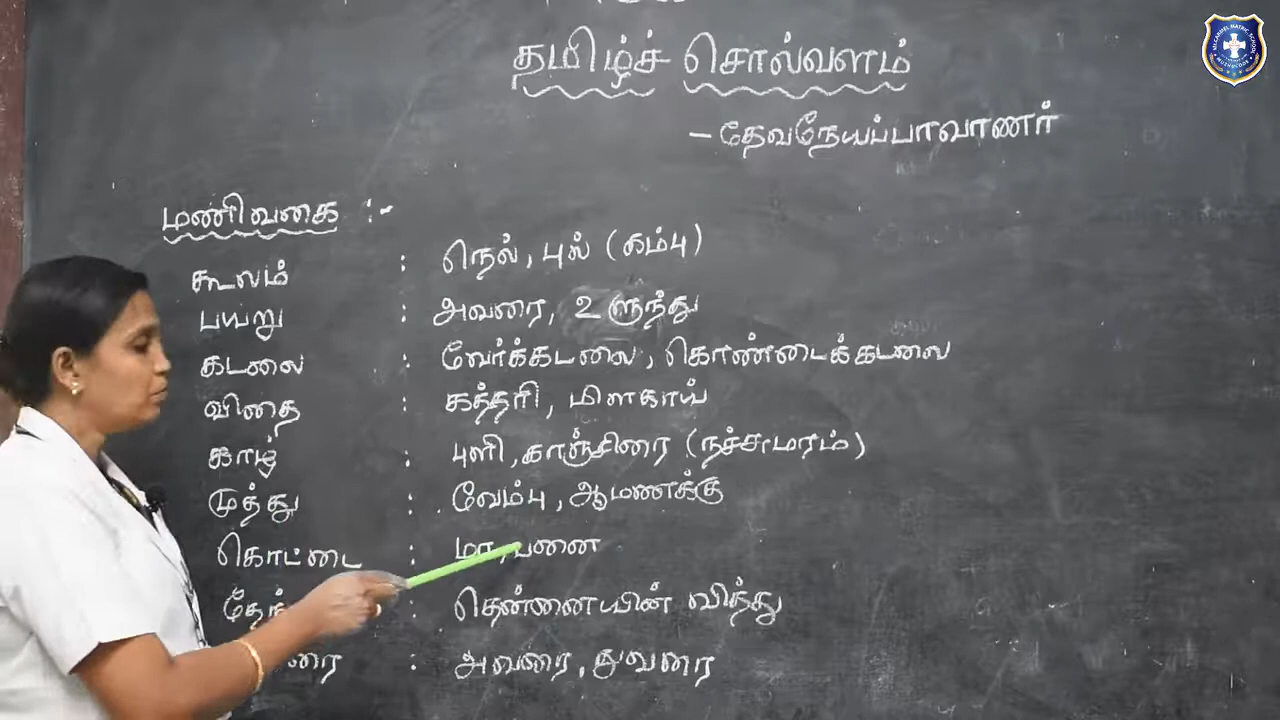 தமிழ்ச் சொல்வளம்
– தேவநேயப்பாவாணர்
மணிவகை :-
கூலம் : நெல், புல் (கம்பு)
பயறு : அவரை, உளுந்து
கடலை : வேர்க்கடலை, கொண்டைக்கடலை
விதை : கத்தரி, மிளகாய்
காழ் : புளி, காஞ்சிரை (நச்சுமரம்)
முத்து : வேம்பு, ஆமணக்கு
கொட்டை : மா, பனை
: தென்னையின் வித்து
: அவரை, துவரை